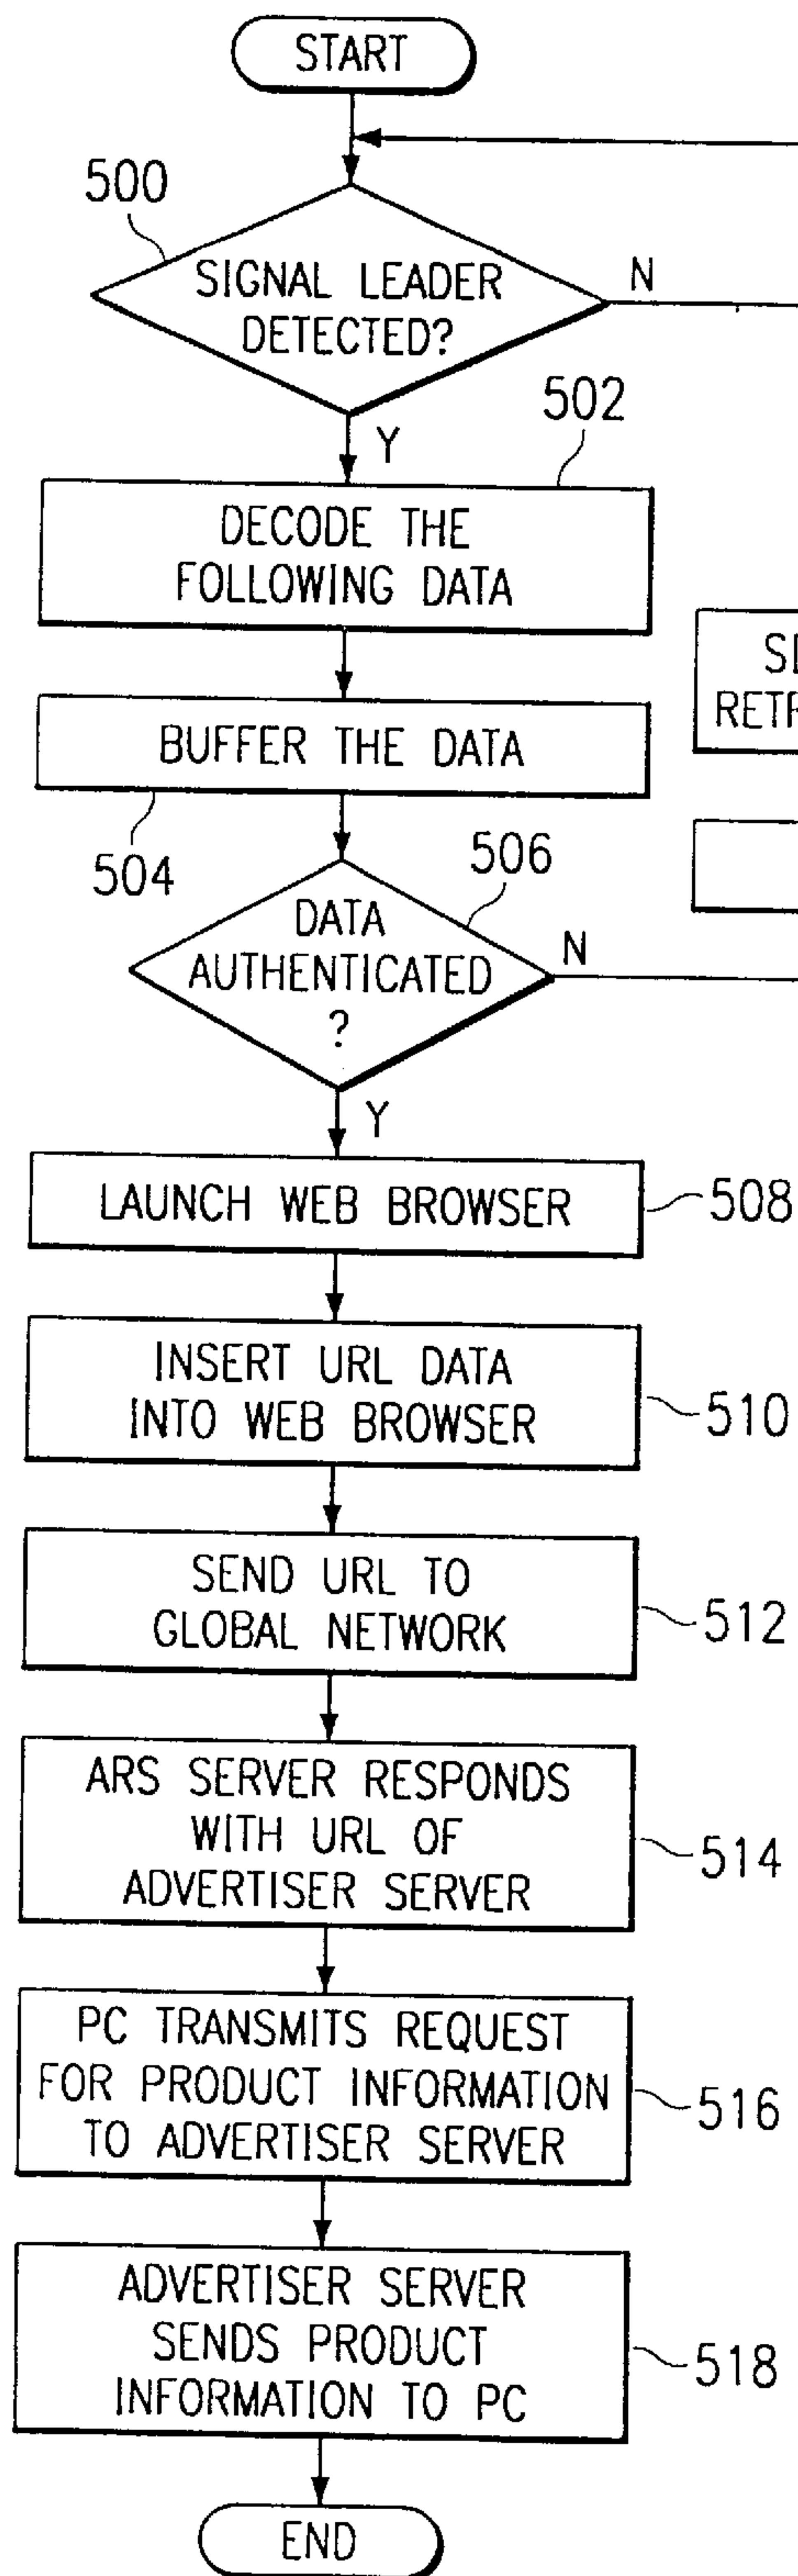 START
500
SIGNAL LEADER
DETECTED?
N
Y
502
DECODE THE
FOLLOWING DATA
BUFFER THE DATA
504
506
DATA
AUTHENTICATED
?
N
Y
LAUNCH WEB BROWSER
508
INSERT URL DATA
INTO WEB BROWSER
510
SEND URL TO
GLOBAL NETWORK
512
ARS SERVER RESPONDS
WITH URL OF
ADVERTISER SERVER
514
PC TRANSMITS REQUEST
FOR PRODUCT INFORMATION
TO ADVERTISER SERVER
516
ADVERTISER SERVER
SENDS PRODUCT
INFORMATION TO PC
518
END